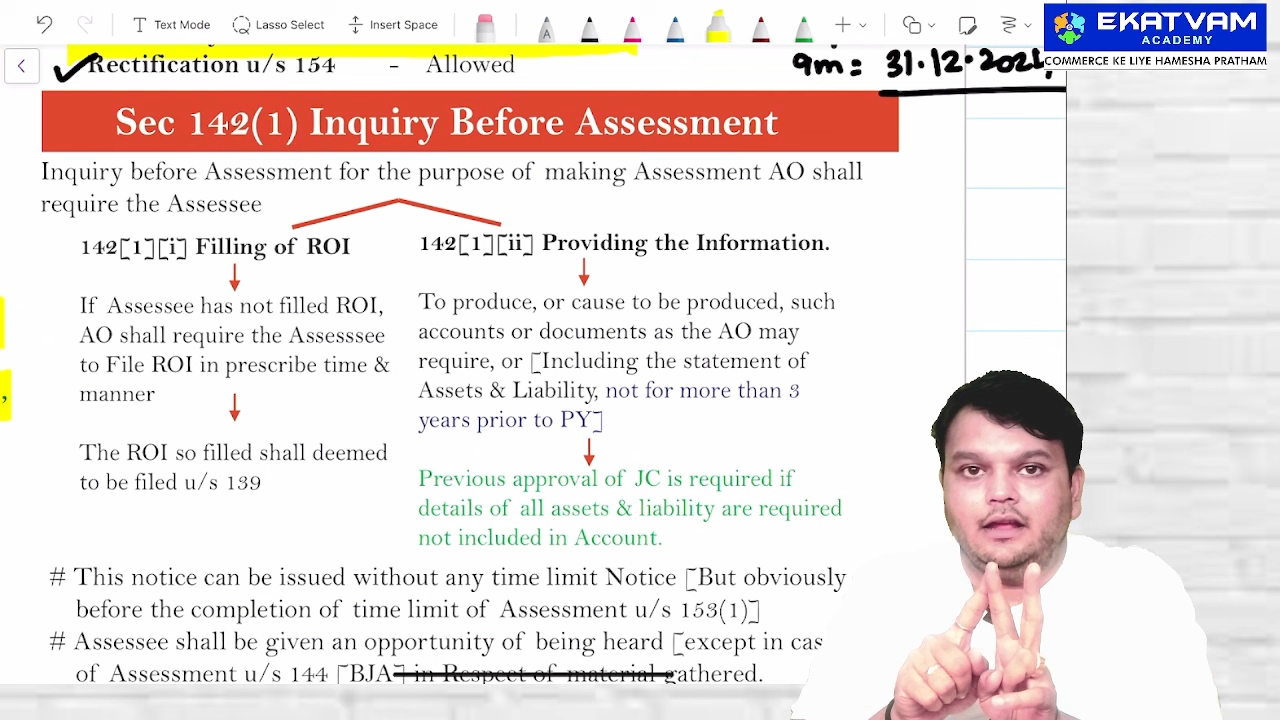 Text Mode Lasso Select Insert Space
EKATVAM
ACADEMY
COMMERCE KE LIYE HAMESHA PRATHAM
Rectification u/s 154 - Allowed
9m = 31.12.2021,
Sec 142(1) Inquiry Before Assessment
Inquiry before Assessment for the purpose of making Assessment AO shall
require the Assessee
142[1][i] Filling of ROI
If Assessee has not filled ROI,
AO shall require the Assesssee
to File ROI in prescribe time &
manner
The ROI so filled shall deemed
to be filed u/s 139
142[1][ii] Providing the Information.
To produce, or cause to be produced, such
accounts or documents as the AO may
require, or [Including the statement of
Assets & Liability, not for more than 3
years prior to PY]
Previous approval of JC is required if
details of all assets & liability are required
not included in Account.
# This notice can be issued without any time limit Notice [But obviously
before the completion of time limit of Assessment u/s 153(1)]
# Assessee shall be given an opportunity of being heard [except in cas
of Assessment u/s 144 [BJA] in Respect of material gathered.